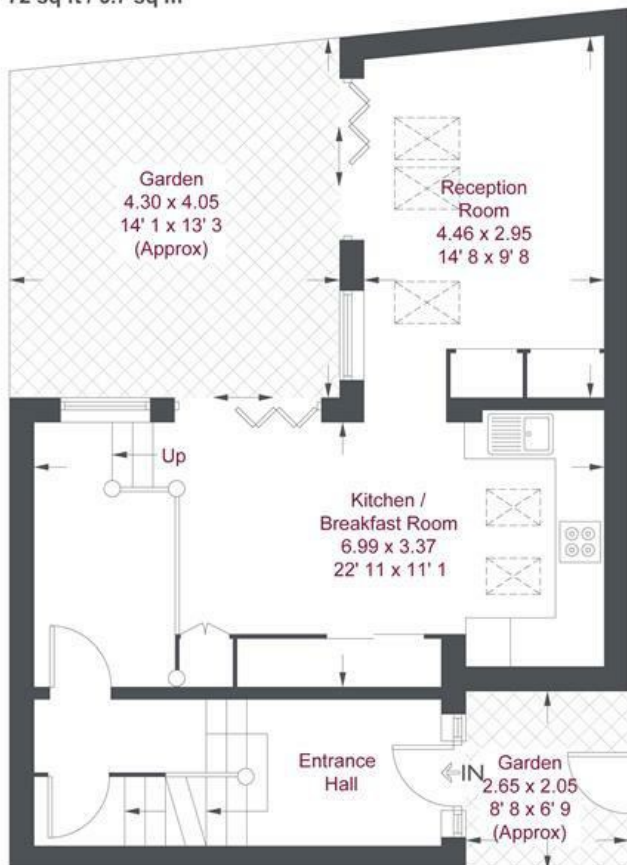 72 sq ft / 6.7 sq m
Garden
4.30 x 4.05
14' 1 x 13' 3
(Approx)
Reception
Room
4.46 x 2.95
14' 8 x 9' 8
Up
Kitchen /
Breakfast Room
6.99 x 3.37
22' 11 x 11' 1
Entrance
Hall
IN
Garden
2.65 x 2.05
8' 8 x 6' 9
(Approx)